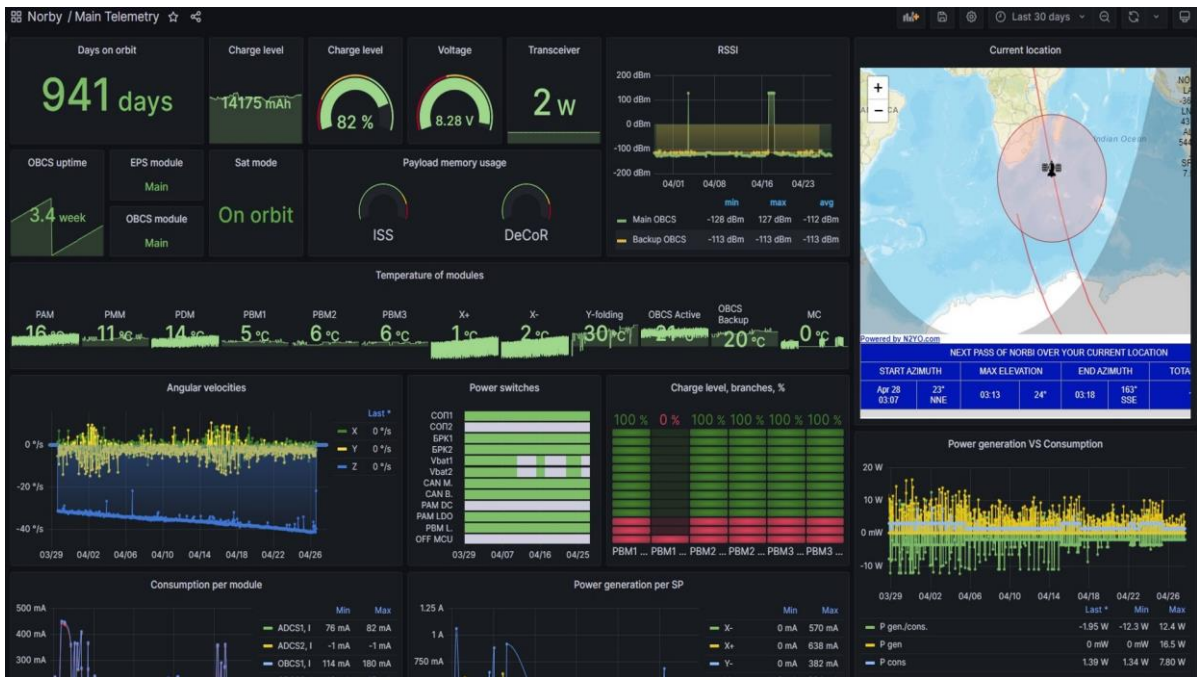 Norby / Main Telemetry
Last 30 days
Days on orbit
941 days
Charge level
14175 mAh
Charge level
82 %
Voltage
8.28 V
Transceiver
2 W
RSSI
200 dBm
100 dBm
0 dBm
-100 dBm
-200 dBm
04/01 04/08 04/16 04/23
min max avg
Main OBCS -128 dBm 127 dBm -112 dBm
Backup OBCS -113 dBm -113 dBm -113 dBm
Current location
+
−
Indian Ocean
Powered by N2YO.com
NEXT PASS OF NORBI OVER YOUR CURRENT LOCATION
START AZIMUTH MAX ELEVATION END AZIMUTH TOTA
Apr 28 03:07 23° NNE 03:13 24° 03:18 163° SSE
OBCS uptime
3.4 week
EPS module
Main
OBCS module
Main
Sat mode
On orbit
Payload memory usage
ISS
DeCoR
Temperature of modules
PAM PMM PDM PBM1 PBM2 PBM3 X+ X- Y-folding OBCS Active OBCS Backup MC
16 °C 11 °C 14 °C 5 °C 6 °C 6 °C 1 °C 2 °C 30 °C 21 °C 20 °C 0 °C
Angular velocities
0 °/s
-20 °/s
-40 °/s
03/29 04/02 04/06 04/10 04/14 04/18 04/22 04/26
Last *
X 0 °/s
Y 0 °/s
Z 0 °/s
Power switches
СОП1
СОП2
БРК1
БРК2
Vbat1
Vbat2
CAN M.
CAN B.
PAM DC
PAM LDO
PBM L.
OFF MCU
03/29 04/07 04/16 04/25
Charge level, branches, %
100 % 0 % 100 % 100 % 100 % 100 %
PBM1 ... PBM1 ... PBM2 ... PBM2 ... PBM3 ... PBM3 ...
Power generation VS Consumption
20 W
10 W
0 mW
-10 W
03/29 04/02 04/06 04/10 04/14 04/18 04/22 04/26
Last * Min Max
P gen./cons. -1.95 W -12.3 W 12.4 W
P gen 0 mW 0 mW 16.5 W
P cons 1.39 W 1.34 W 7.80 W
Consumption per module
500 mA
400 mA
300 mA
Min Max
ADCS1, I 76 mA 82 mA
ADCS2, I -1 mA -1 mA
OBCS1, I 114 mA 180 mA
Power generation per SP
1.25 A
1 A
750 mA
Min Max
X- 0 mA 570 mA
X+ 0 mA 638 mA
Y- 0 mA 382 mA